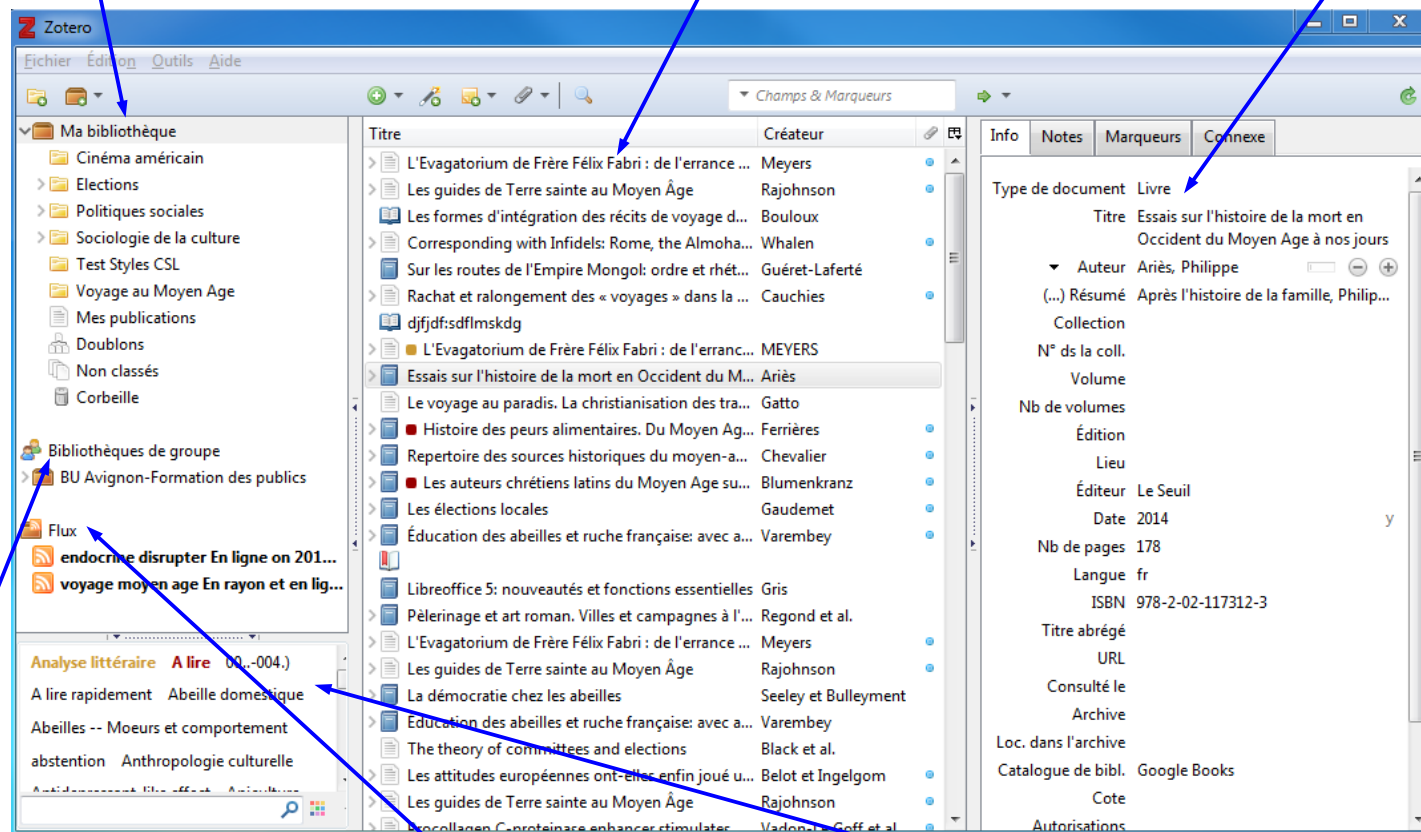 Zotero
Fichier Édition Outils Aide
Champs & Marqueurs
Ma bibliothèque
Cinéma américain
Elections
Politiques sociales
Sociologie de la culture
Test Styles CSL
Voyage au Moyen Age
Mes publications
Doublons
Non classés
Corbeille
Bibliothèques de groupe
BU Avignon-Formation des publics
Flux
endocrine disrupter En ligne on 201...
voyage moyen age En rayon et en lig...
Analyse littéraire A lire 00..-004.)
A lire rapidement Abeille domestique
Abeilles -- Moeurs et comportement
abstention Anthropologie culturelle
Antidepressant-like effect Apiculture
Titre Créateur
L'Evagatorium de Frère Félix Fabri : de l'errance ... Meyers
Les guides de Terre sainte au Moyen Âge Rajohnson
Les formes d'intégration des récits de voyage d... Bouloux
Corresponding with Infidels: Rome, the Almoha... Whalen
Sur les routes de l'Empire Mongol: ordre et rhét... Guéret-Laferté
Rachat et ralongement des « voyages » dans la ... Cauchies
djfjdf:sdflmskdg
L'Evagatorium de Frère Félix Fabri : de l'erranc... MEYERS
Essais sur l'histoire de la mort en Occident du M... Ariès
Le voyage au paradis. La christianisation des tra... Gatto
Histoire des peurs alimentaires. Du Moyen Ag... Ferrières
Repertoire des sources historiques du moyen-a... Chevalier
Les auteurs chrétiens latins du Moyen Age su... Blumenkranz
Les élections locales Gaudemet
Éducation des abeilles et ruche française: avec a... Varembey
Libreoffice 5: nouveautés et fonctions essentielles Gris
Pèlerinage et art roman. Villes et campagnes à l'... Regond et al.
L'Evagatorium de Frère Félix Fabri : de l'errance ... Meyers
Les guides de Terre sainte au Moyen Âge Rajohnson
La démocratie chez les abeilles Seeley et Bulleyment
Éducation des abeilles et ruche française: avec a... Varembey
The theory of committees and elections Black et al.
Les attitudes européennes ont-elles enfin joué u... Belot et Ingelgom
Les guides de Terre sainte au Moyen Âge Rajohnson
Procollagen C-proteinase enhancer stimulates Vadon-Le Goff et al.
Info Notes Marqueurs Connexe
Type de document Livre
Titre Essais sur l'histoire de la mort en
Occident du Moyen Age à nos jours
Auteur Ariès, Philippe
(...) Résumé Après l'histoire de la famille, Philip...
Collection
N° ds la coll.
Volume
Nb de volumes
Édition
Lieu
Éditeur Le Seuil
Date 2014 y
Nb de pages 178
Langue fr
ISBN 978-2-02-117312-3
Titre abrégé
URL
Consulté le
Archive
Loc. dans l'archive
Catalogue de bibl. Google Books
Cote
Autorisations